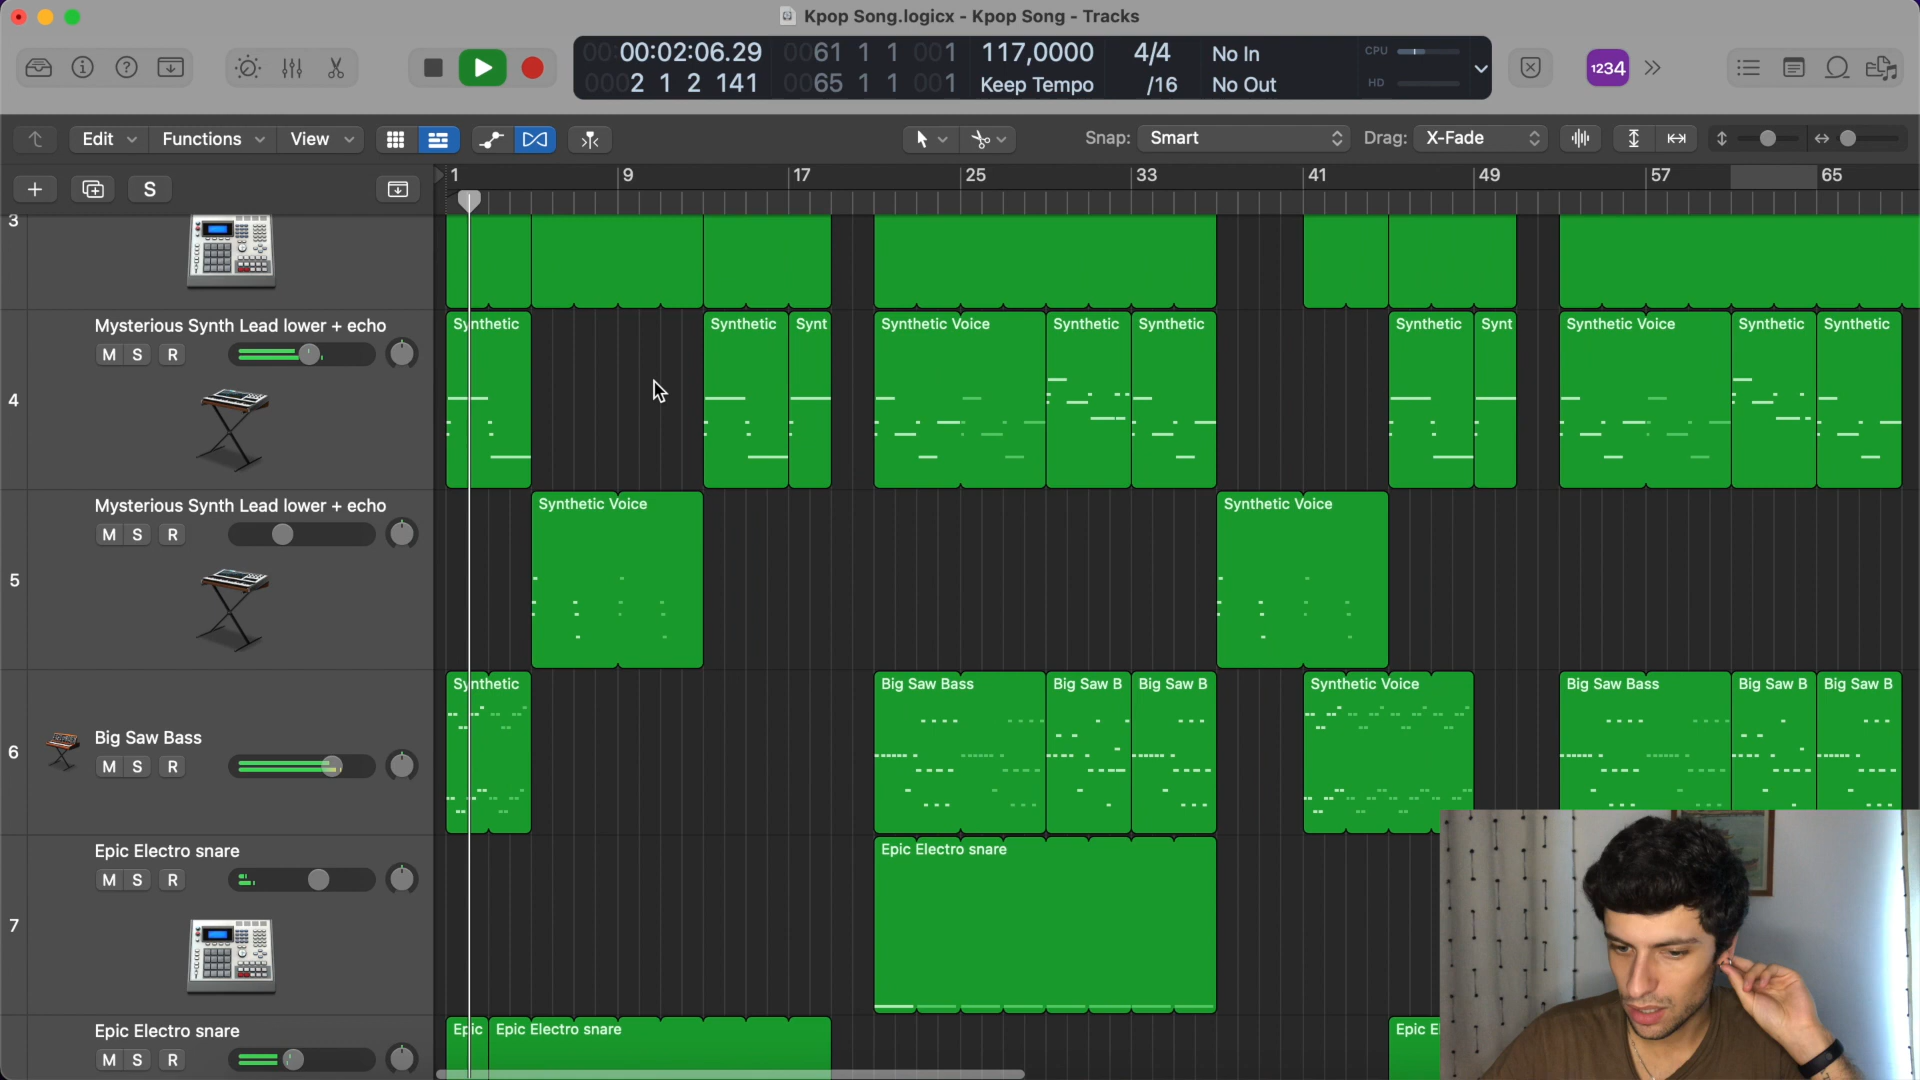 Kpop Song.logicx - Kpop Song - Tracks
00:02:06.29 0061 1 1 001 117,0000 4/4 No In CPU
0002 1 2 141 0065 1 1 001 Keep Tempo /16 No Out HD
1234
Edit Functions View Snap: Smart Drag: X-Fade
S
1 9 17 25 33 41 49 57 65
3
Mysterious Synth Lead lower + echo
M S R
4
Synthetic Synthetic Synt Synthetic Voice Synthetic Synthetic Synthetic Synt Synthetic Voice Synthetic Synthetic
Mysterious Synth Lead lower + echo
M S R
5
Synthetic Voice Synthetic Voice
6
Big Saw Bass
M S R
Synthetic Big Saw Bass Big Saw B Big Saw B Synthetic Voice Big Saw Bass Big Saw B Big Saw B
Epic Electro snare
M S R
7
Epic Electro snare
Epic Electro snare
M S R
Epic Epic Electro snare Epic E